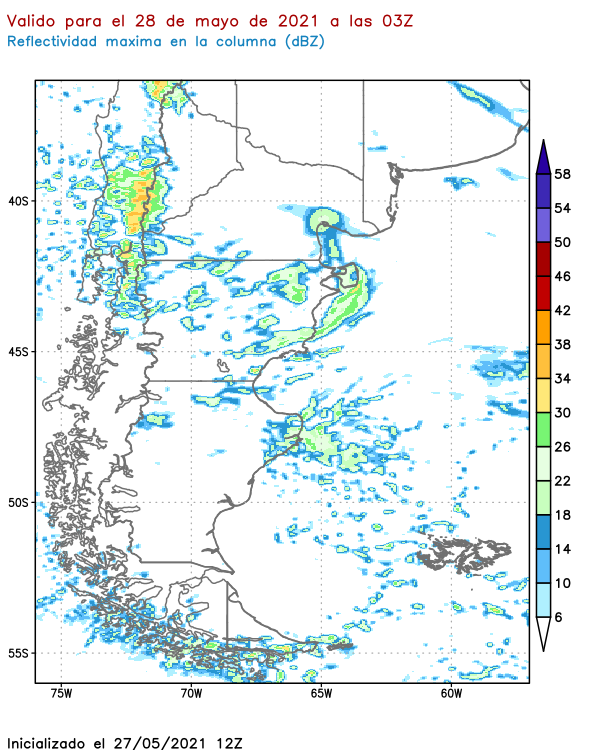 Valido para el 28 de mayo de 2021 a las 03Z
Reflectividad maxima en la columna (dBZ)
58
54
50
46
42
38
34
30
26
22
18
14
10
6
40S
45S
50S
55S
75W 70W 65W 60W
Inicializado el 27/05/2021 12Z